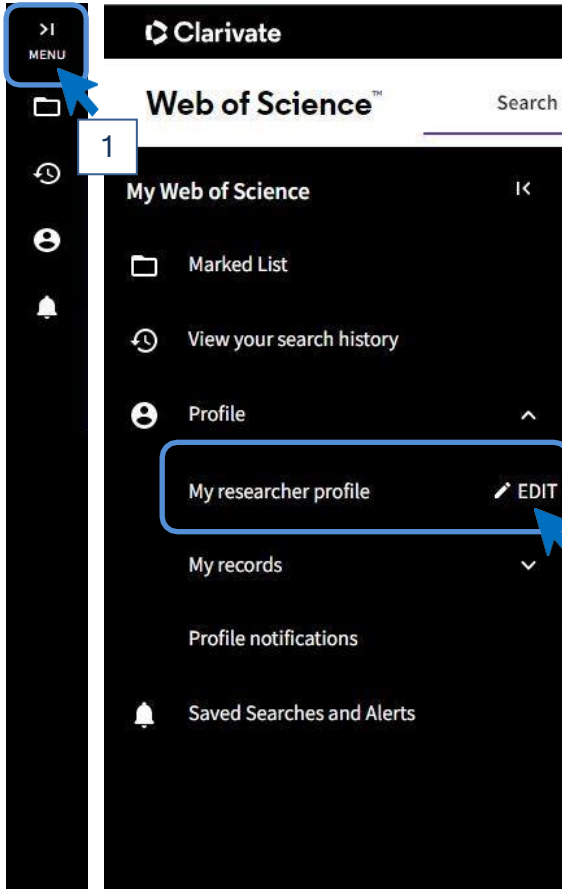 MENU
1
Clarivate
Web of Science™
Search
My Web of Science
Marked List
View your search history
Profile
My researcher profile
EDIT
My records
Profile notifications
Saved Searches and Alerts